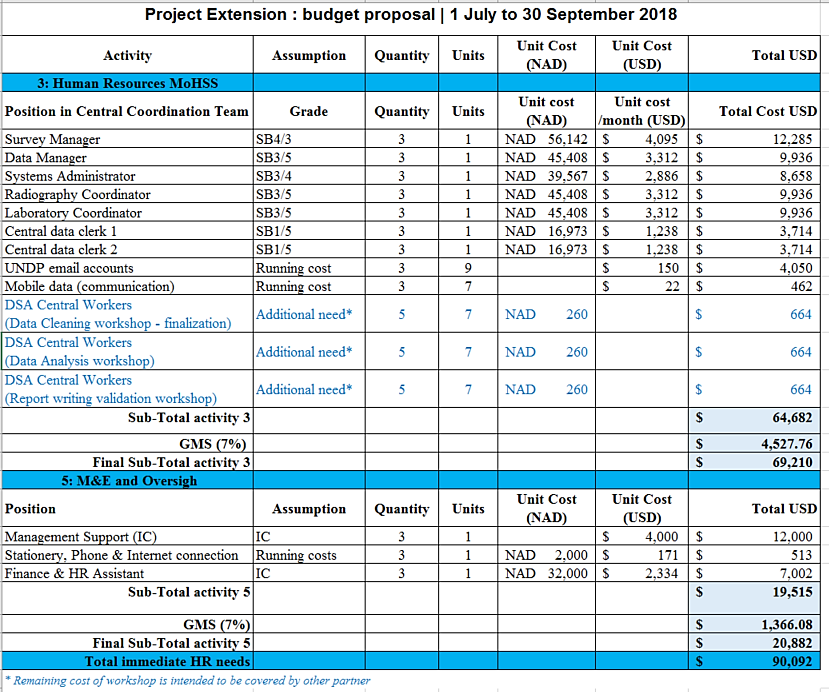 Project Extension : budget proposal | 1 July to 30 September 2018
Activity Assumption Quantity Units Unit Cost (NAD) Unit Cost (USD) Total USD
3: Human Resources MoHSS
Position in Central Coordination Team Grade Quantity Units Unit cost (NAD) Unit cost /month (USD) Total Cost USD
Survey Manager SB4/3 3 1 NAD 56,142 $ 4,095 $ 12,285
Data Manager SB3/5 3 1 NAD 45,408 $ 3,312 $ 9,936
Systems Administrator SB3/4 3 1 NAD 39,567 $ 2,886 $ 8,658
Radiography Coordinator SB3/5 3 1 NAD 45,408 $ 3,312 $ 9,936
Laboratory Coordinator SB3/5 3 1 NAD 45,408 $ 3,312 $ 9,936
Central data clerk 1 SB1/5 3 1 NAD 16,973 $ 1,238 $ 3,714
Central data clerk 2 SB1/5 3 1 NAD 16,973 $ 1,238 $ 3,714
UNDP email accounts Running cost 3 9 $ 150 $ 4,050
Mobile data (communication) Running cost 3 7 $ 22 $ 462
DSA Central Workers
(Data Cleaning workshop - finalization) Additional need* 5 7 NAD 260 $ 664
DSA Central Workers
(Data Analysis workshop) Additional need* 5 7 NAD 260 $ 664
DSA Central Workers
(Report writing validation workshop) Additional need* 5 7 NAD 260 $ 664
Sub-Total activity 3 $ 64,682
GMS (7%) $ 4,527.76
Final Sub-Total activity 3 $ 69,210
5: M&E and Oversigh
Position Assumption Quantity Units Unit Cost (NAD) Unit Cost (USD) Total USD
Management Support (IC) IC 3 1 $ 4,000 $ 12,000
Stationery, Phone & Internet connection Running costs 3 1 NAD 2,000 $ 171 $ 513
Finance & HR Assistant IC 3 1 NAD 32,000 $ 2,334 $ 7,002
Sub-Total activity 5 $ 19,515
GMS (7%) $ 1,366.08
Final Sub-Total activity 5 $ 20,882
Total immediate HR needs $ 90,092
* Remaining cost of workshop is intended to be covered by other partner